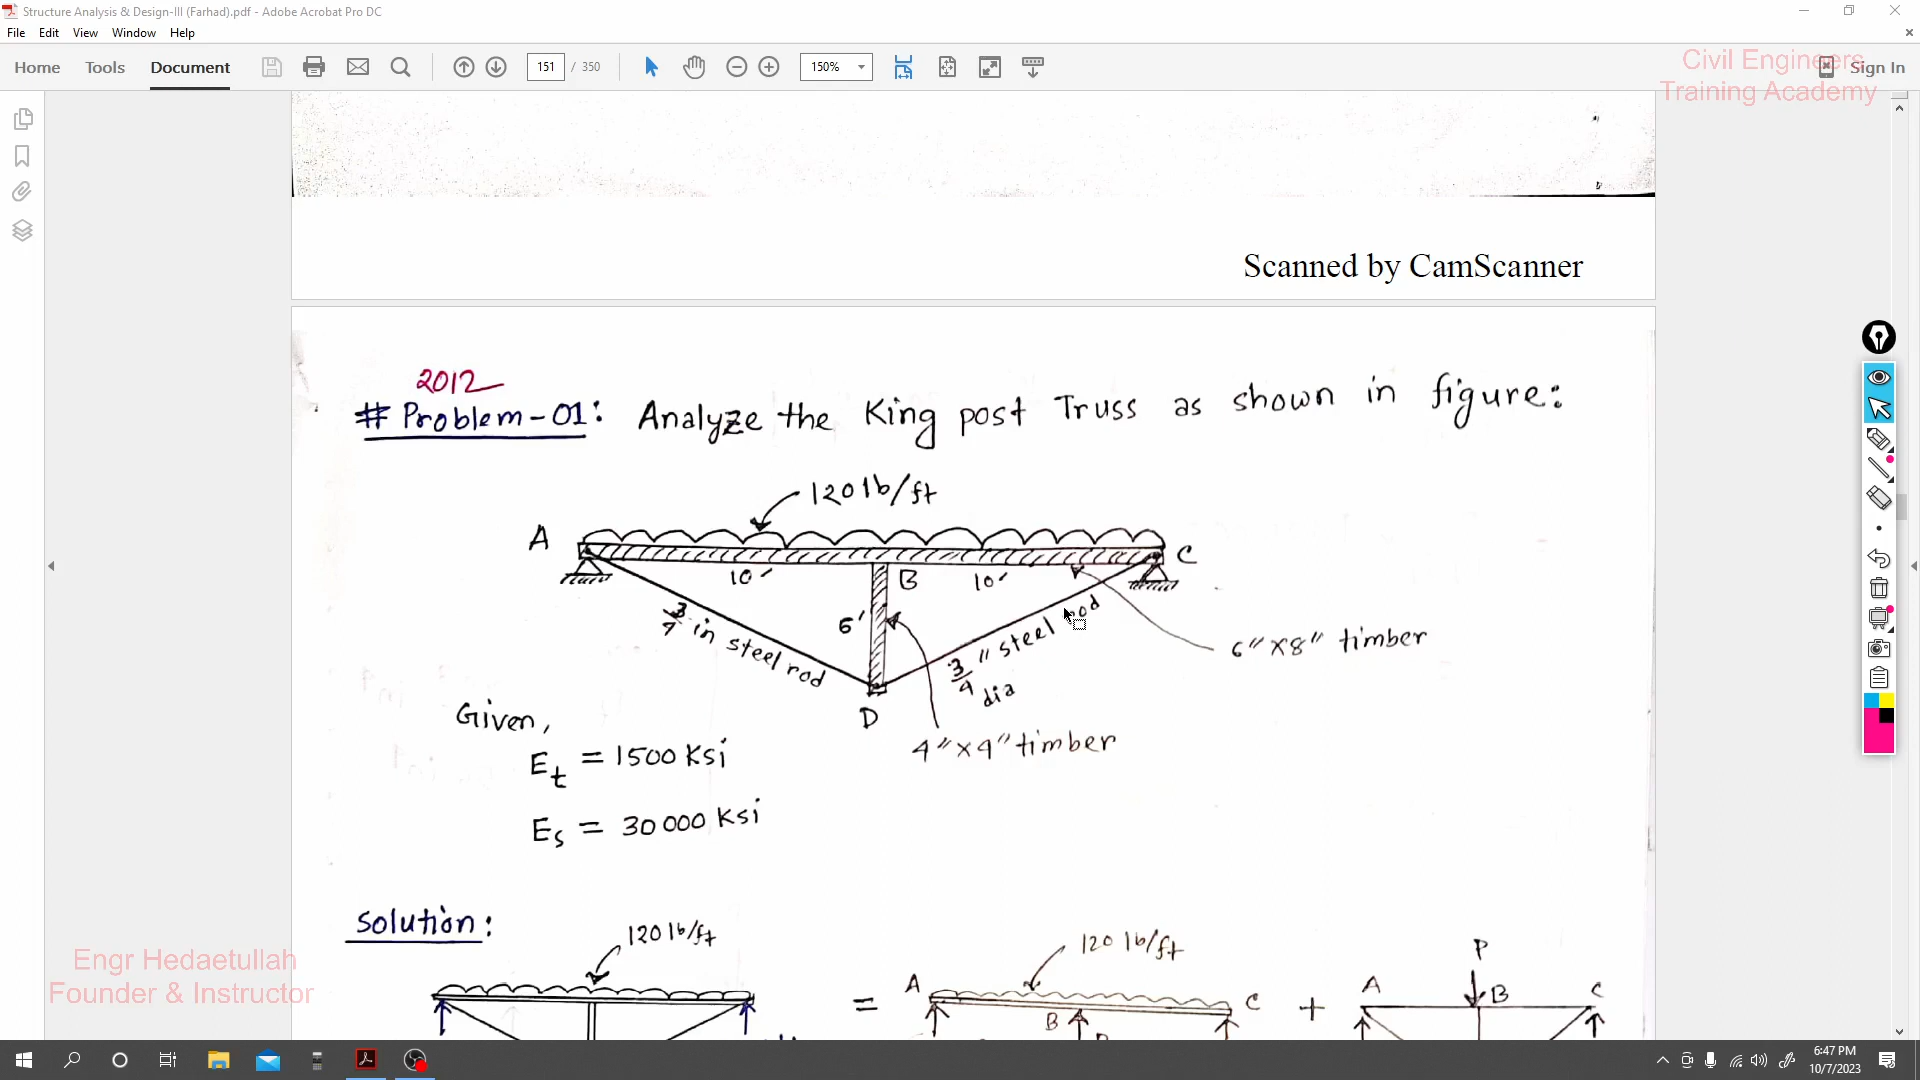 Structure Analysis & Design-III (Farhad).pdf - Adobe Acrobat Pro DC
File Edit View Window Help
Home Tools Document 151 / 350 150% Sign In
Civil Engineers
Training Academy
Scanned by CamScanner
2012
# Problem-01: Analyze the King post Truss as shown in figure:
120 lb/ft
A C
10' B 10'
3/4 in steel rod
3/4" steel rod
dia
6"x8" timber
D
4"x4" timber
Given,
Et = 1500 Ksi
Es = 30000 Ksi
Solution:
120 lb/ft
=
A 120 lb/ft C
B
+
P
A B C
Engr Hedaetullah
Founder & Instructor
6:47 PM
10/7/2023